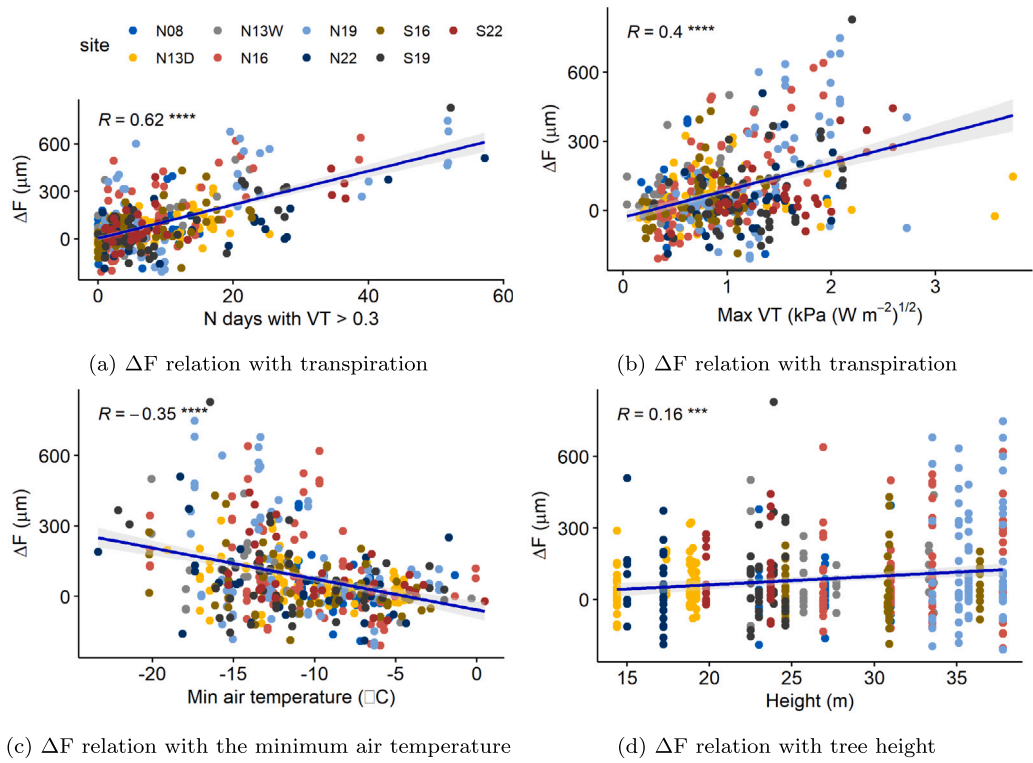 site N08 N13W N19 S16 S22
N13D N16 N22 S19
R = 0.62 ****
ΔF (μm)
600
300
0
0 20 40 60
N days with VT > 0.3
(a) ΔF relation with transpiration
R = 0.4 ****
ΔF (μm)
600
300
0
0 1 2 3
Max VT (kPa (W m⁻²)¹/²)
(b) ΔF relation with transpiration
R = −0.35 ****
ΔF (μm)
600
300
0
-20 -15 -10 -5 0
Min air temperature (□C)
(c) ΔF relation with the minimum air temperature
R = 0.16 ***
ΔF (μm)
600
300
0
15 20 25 30 35
Height (m)
(d) ΔF relation with tree height